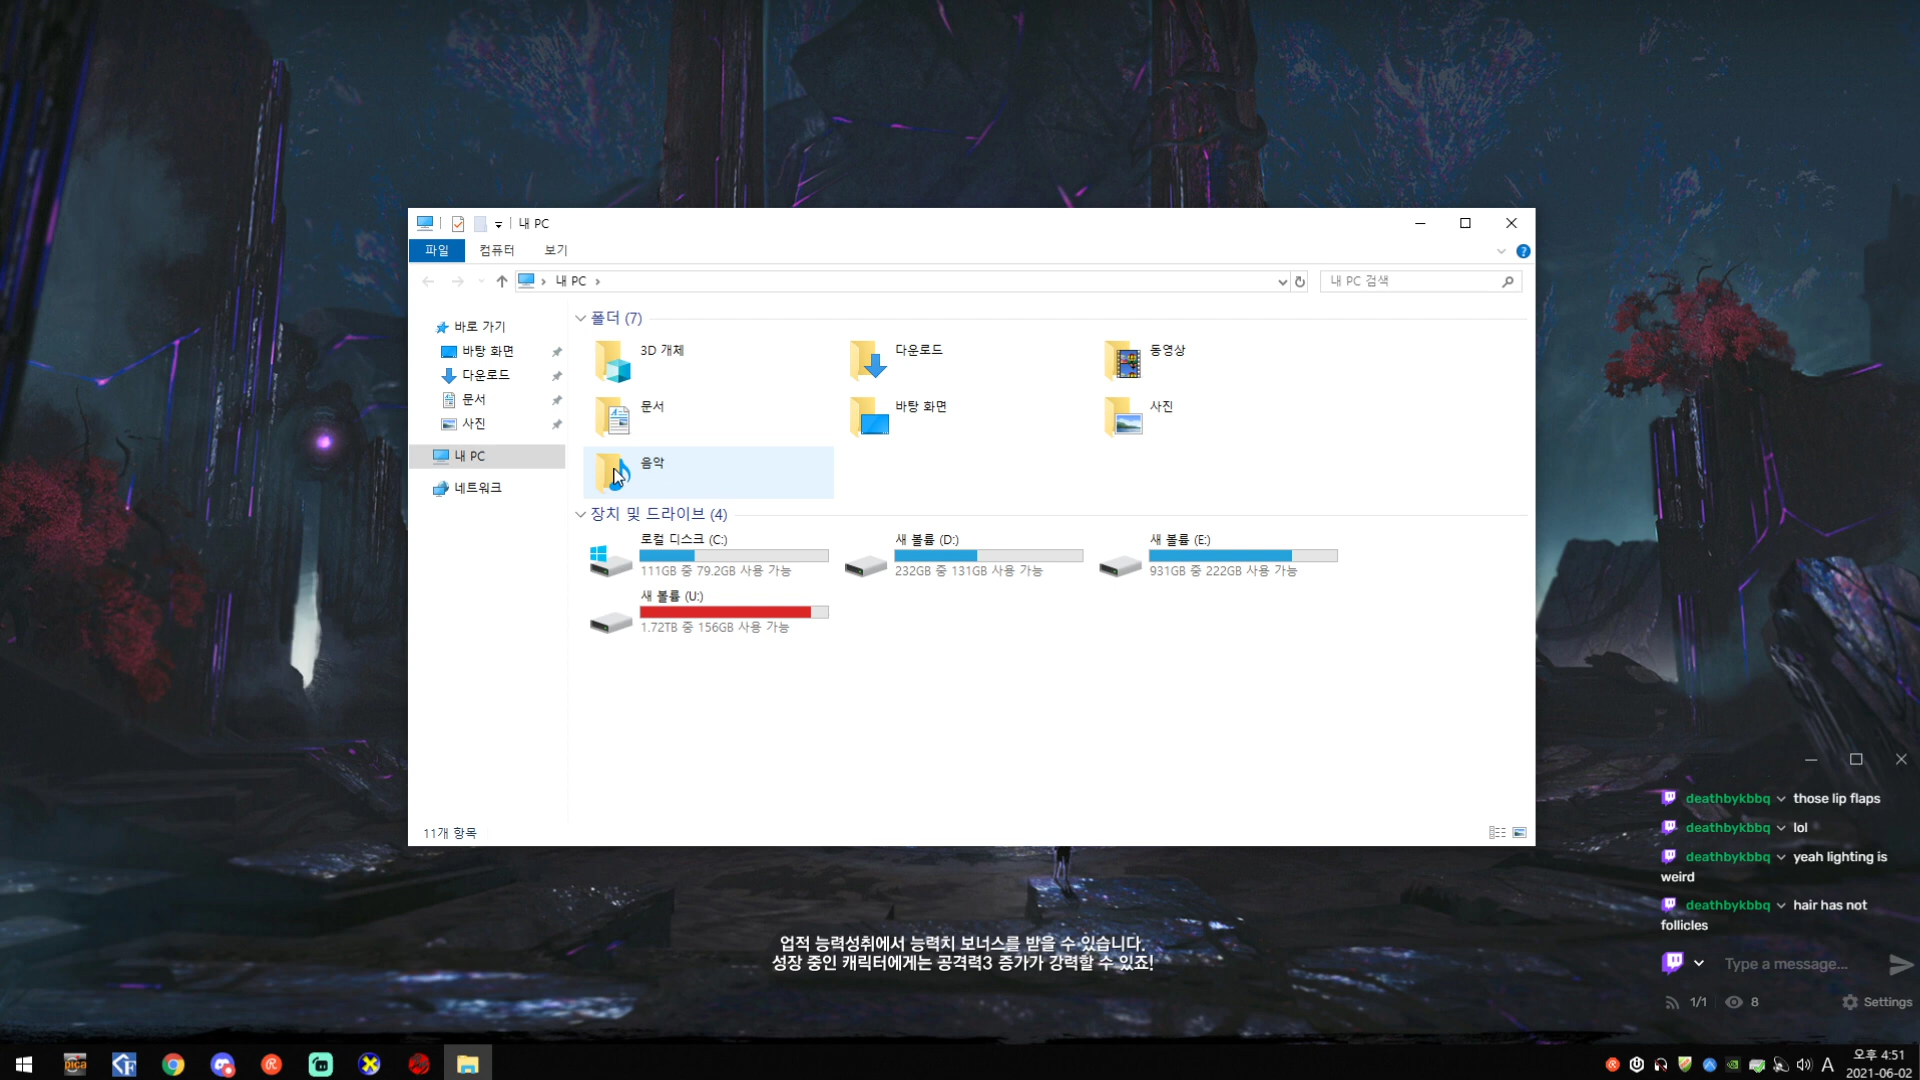 내 PC
파일 컴퓨터 보기
내 PC
내 PC 검색
바로 가기
바탕 화면
다운로드
문서
사진
내 PC
네트워크
폴더 (7)
3D 개체
다운로드
동영상
문서
바탕 화면
사진
음악
장치 및 드라이브 (4)
로컬 디스크 (C:)
111GB 중 79.2GB 사용 가능
새 볼륨 (D:)
232GB 중 131GB 사용 가능
새 볼륨 (E:)
931GB 중 222GB 사용 가능
새 볼륨 (U:)
1.72TB 중 156GB 사용 가능
11개 항목
deathbykbbq those lip flaps
deathbykbbq lol
deathbykbbq yeah lighting is
weird
deathbykbbq hair has not
follicles
Type a message...
1/1 8 Settings
업적 능력성취에서 능력치 보너스를 받을 수 있습니다.
성장 중인 캐릭터에게는 공격력3 증가가 강력할 수 있죠!
pica
A
오후 4:51
2021-06-02